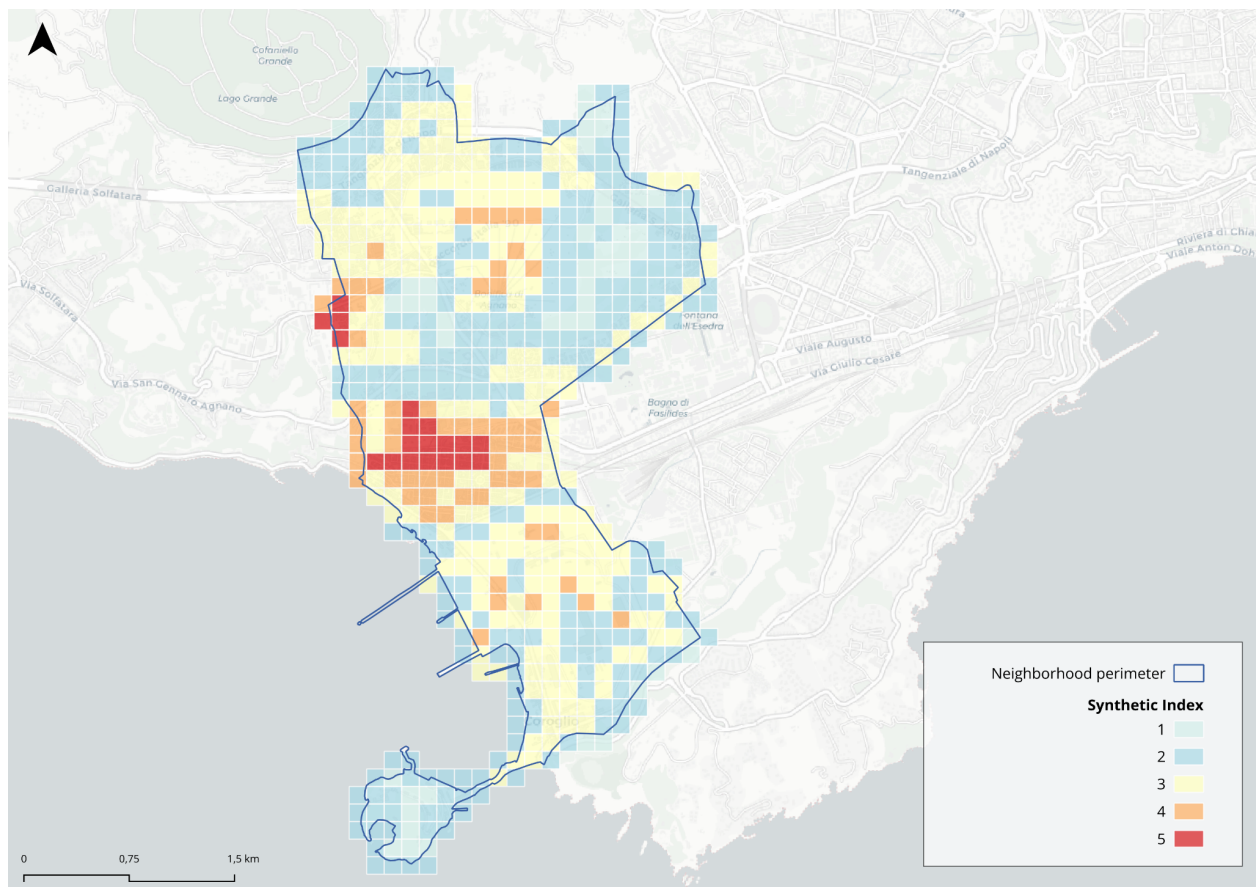 Cofaniello
Grande
Lago Grande
Tangenziale di Napoli
Galleria Solfatara
Riviera di Chia
Viale Anton Doh
Via Solfatara
Fontana
dell'Esedra
Viale Augusto
Via Giulio Cesare
Via San Gennaro Agnano
Bagno di
Fasilides
Coroglio
Neighborhood perimeter
Synthetic Index
1
2
3
4
5
0 0,75 1,5 km